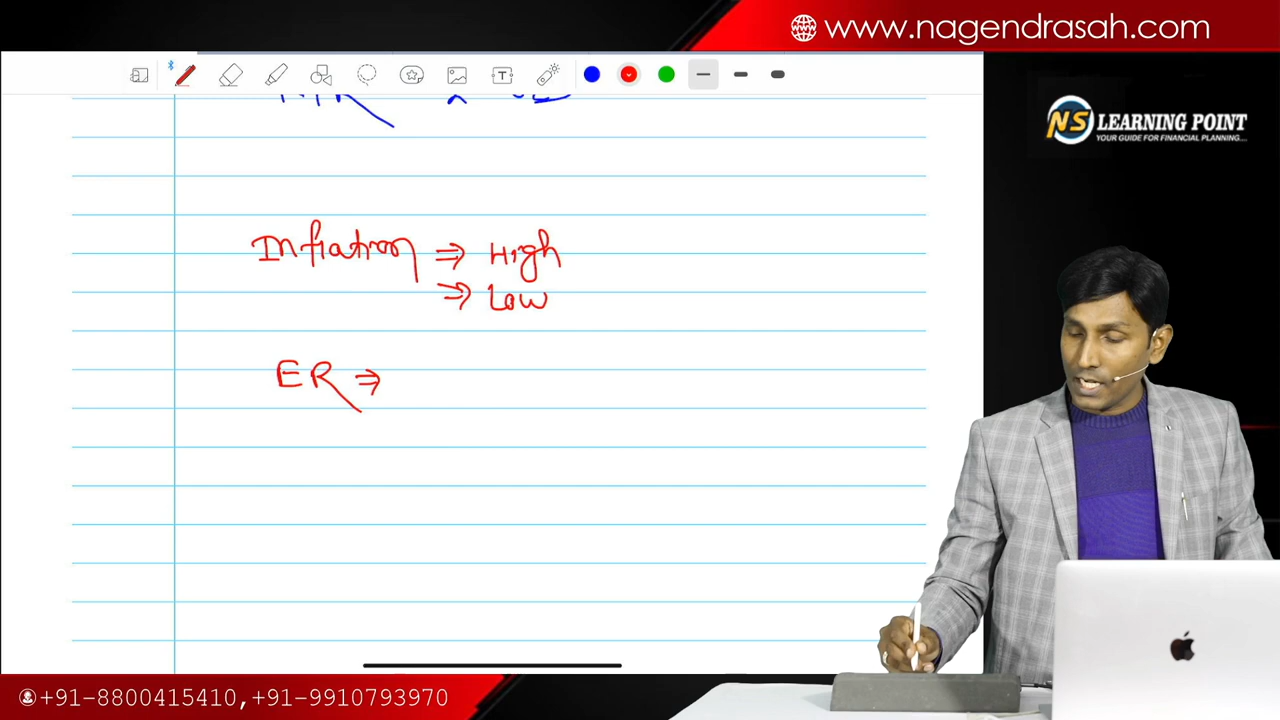 www.nagendrasah.com
T
NS LEARNING POINT
YOUR GUIDE FOR FINANCIAL PLANNING....
Inflation ⇒ High
⇒ Low
ER ⇒
+91-8800415410,+91-9910793970